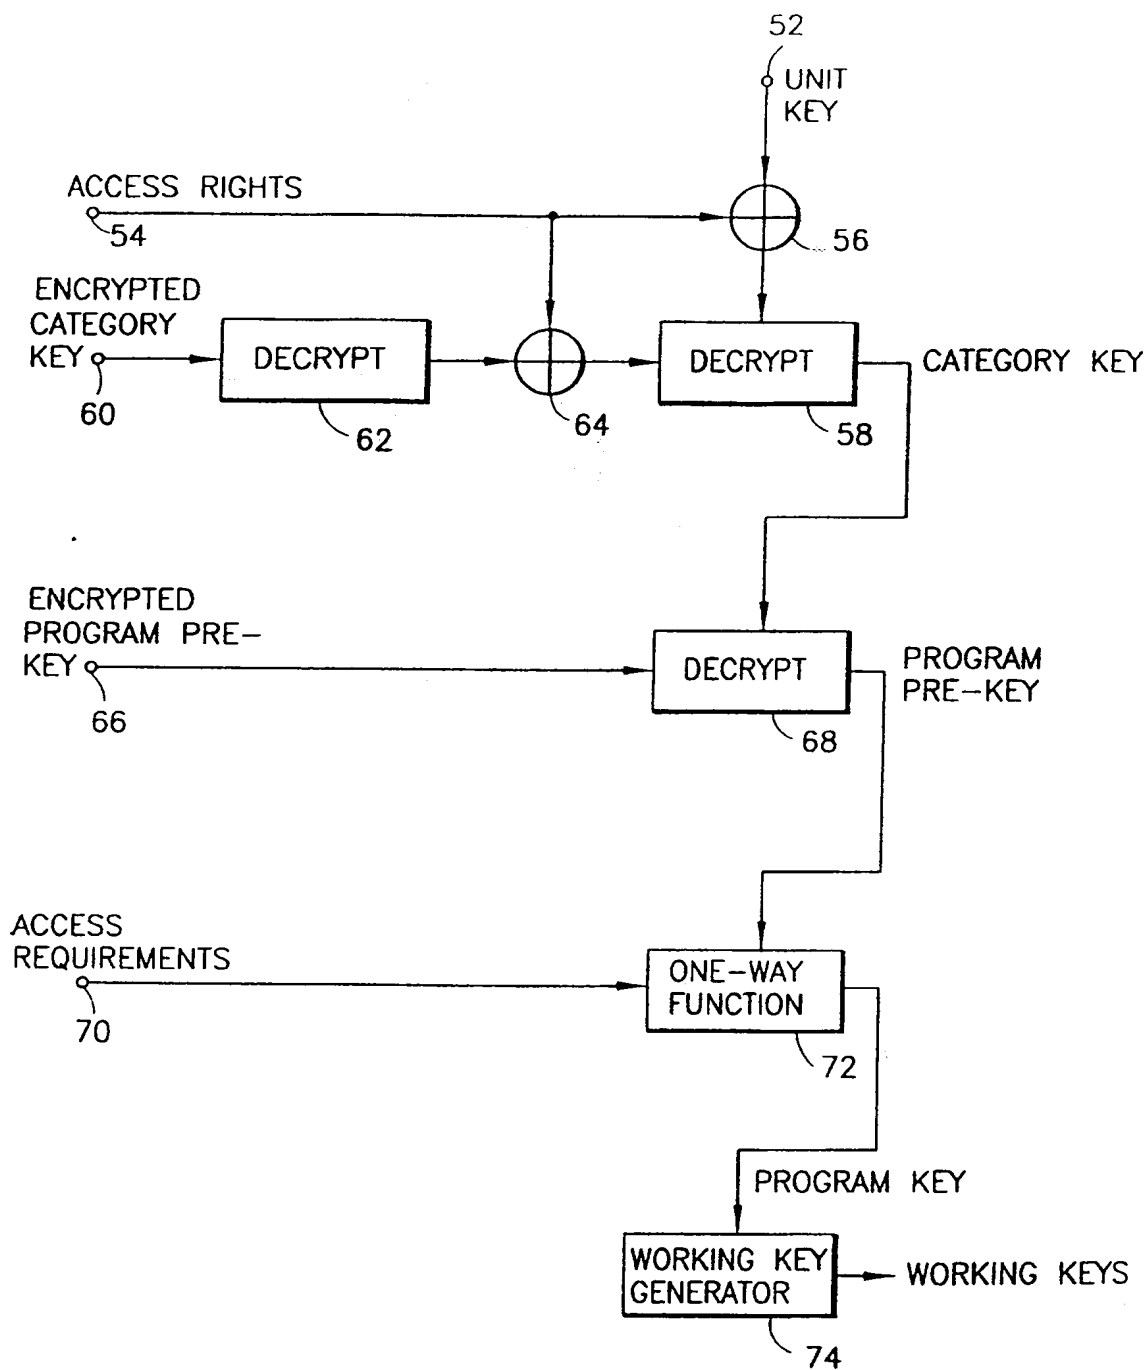 52
UNIT
KEY
ACCESS RIGHTS
54
56
ENCRYPTED
CATEGORY
KEY
DECRYPT
DECRYPT
CATEGORY KEY
60
62
64
58
ENCRYPTED
PROGRAM PRE-
KEY
DECRYPT
PROGRAM
PRE-KEY
66
68
ACCESS
REQUIREMENTS
ONE-WAY
FUNCTION
70
72
PROGRAM KEY
WORKING KEY
GENERATOR
WORKING KEYS
74